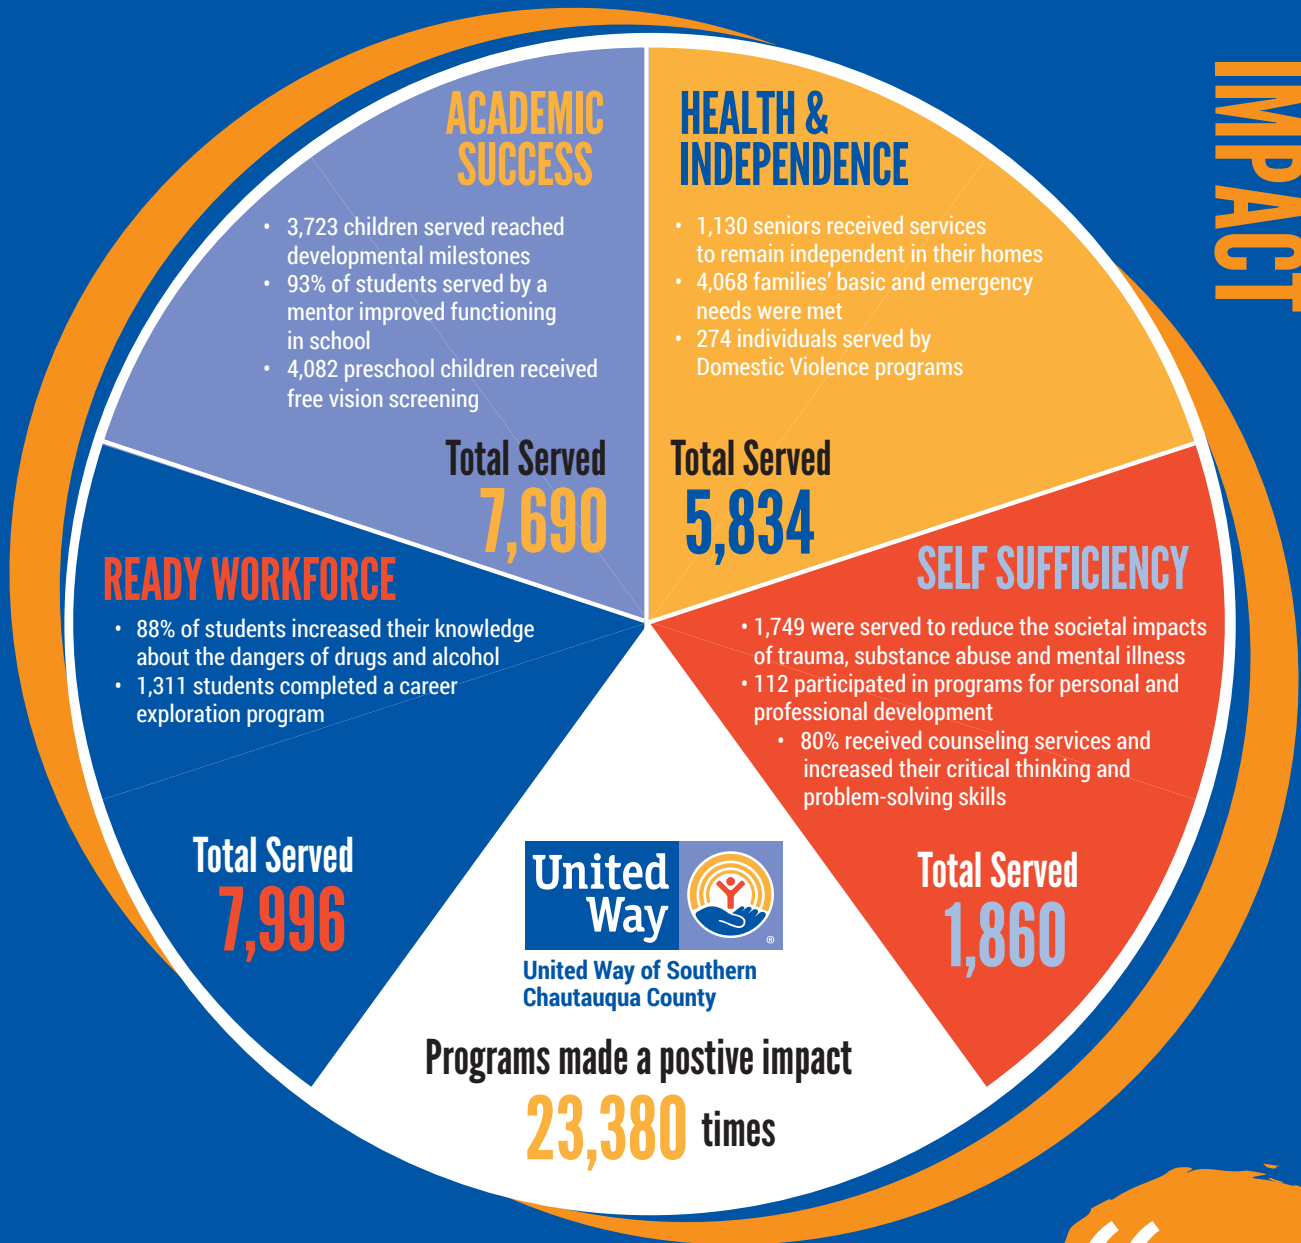 IMPACT
ACADEMIC
SUCCESS
• 3,723 children served reached
developmental milestones
• 93% of students served by a
mentor improved functioning
in school
• 4,082 preschool children received
free vision screening
Total Served
7,690
HEALTH &
INDEPENDENCE
• 1,130 seniors received services
to remain independent in their homes
• 4,068 families’ basic and emergency
needs were met
• 274 individuals served by
Domestic Violence programs
Total Served
5,834
READY WORKFORCE
• 88% of students increased their knowledge
about the dangers of drugs and alcohol
• 1,311 students completed a career
exploration program
Total Served
7,996
SELF SUFFICIENCY
• 1,749 were served to reduce the societal impacts
of trauma, substance abuse and mental illness
• 112 participated in programs for personal and
professional development
• 80% received counseling services and
increased their critical thinking and
problem-solving skills
Total Served
1,860
United
Way
®
United Way of Southern
Chautauqua County
Programs made a postive impact
23,380 times
“